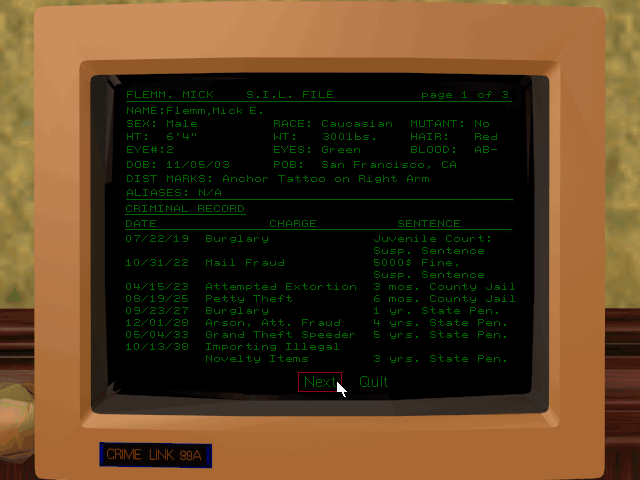 FLEMM, MICK S.I.L. FILE page 1 of 3
NAME:Flemm,Mick E.
SEX: Male RACE: Caucasian MUTANT: No
HT: 6'4" WT: 300lbs. HAIR: Red
EYE#:2 EYES: Green BLOOD: AB-
DOB: 11/05/03 POB: San Francisco, CA
DIST MARKS: Anchor Tattoo on Right Arm
ALIASES: N/A
CRIMINAL RECORD
DATE CHARGE SENTENCE
07/22/19 Burglary Juvenile Court:
Susp. Sentence
10/31/22 Mail Fraud 5000$ Fine,
Susp. Sentence
04/15/23 Attempted Extortion 3 mos. County Jail
08/19/25 Petty Theft 6 mos. County Jail
09/23/27 Burglary 1 yr. State Pen.
12/01/28 Arson, Att. Fraud 4 yrs. State Pen.
05/04/33 Grand Theft Speeder 5 yrs. State Pen.
10/13/38 Importing Illegal
Novelty Items 3 yrs. State Pen.
Next Quit
CRIME LINK 99A